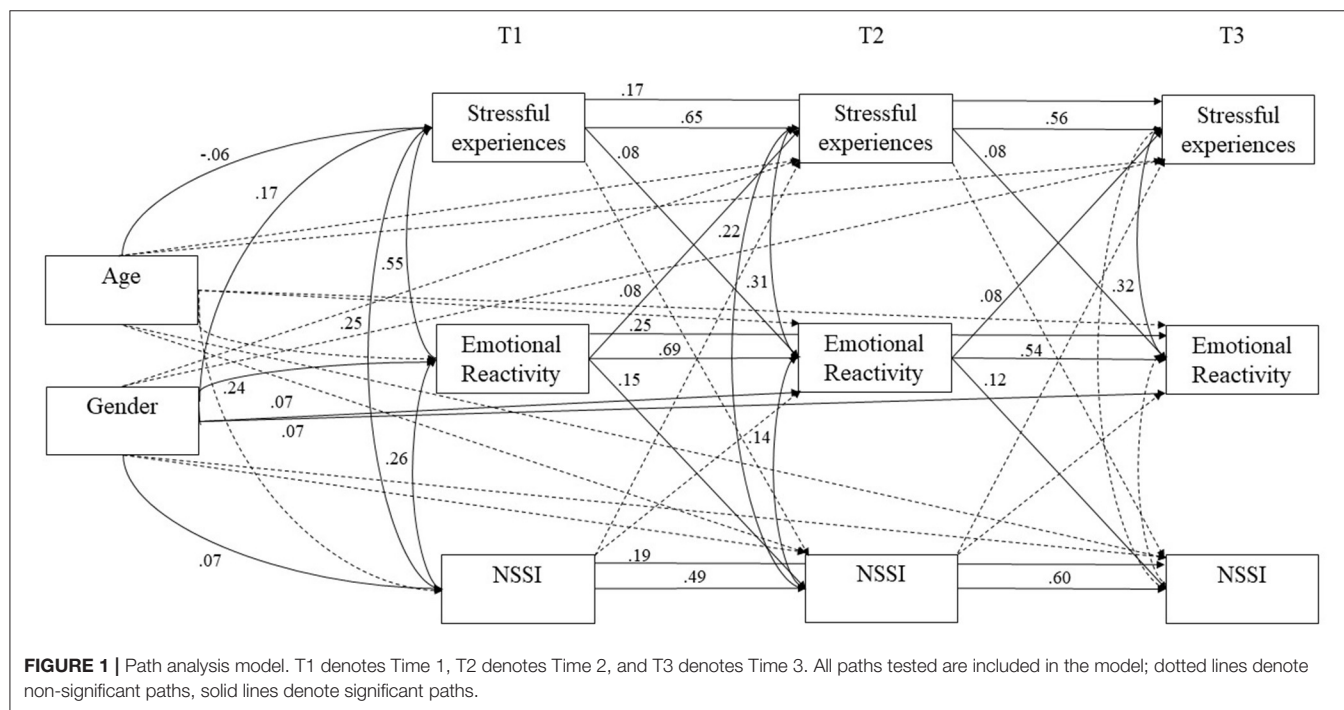 T1 T2 T3
.17
Stressful experiences
.65
Stressful experiences
.56
Stressful experiences
-.06
.08
.08
.17
.22
.55
.31
.32
Age
.08
.08
.25
.25
Emotional Reactivity
.69
Emotional Reactivity
.54
Emotional Reactivity
.24
.15
.12
Gender
.07
.07
.14
.26
.07
.19
NSSI
.49
NSSI
.60
NSSI
FIGURE 1 | Path analysis model. T1 denotes Time 1, T2 denotes Time 2, and T3 denotes Time 3. All paths tested are included in the model; dotted lines denote
non-significant paths, solid lines denote significant paths.